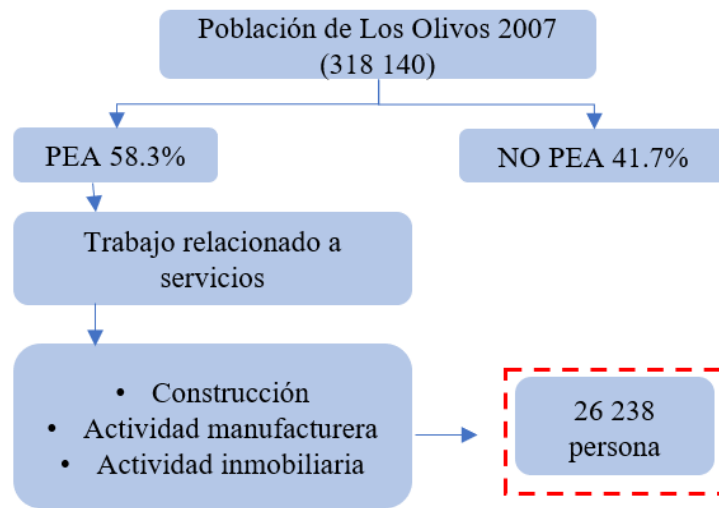 Población de Los Olivos 2007
(318 140)
PEA 58.3%
NO PEA 41.7%
Trabajo relacionado a
servicios
• Construcción
• Actividad manufacturera
• Actividad inmobiliaria
26 238
persona